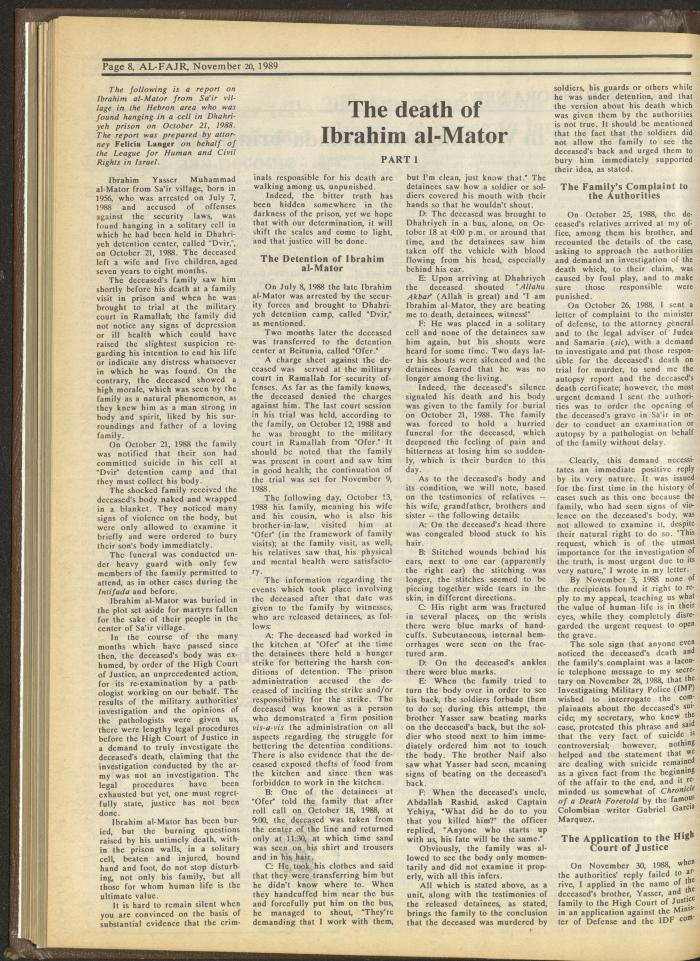 Page 8, AL-FAJR, November 20, 1989
The following is a report on
Ibrahim al-Mator from Sa'ir vil-
lage in the Hebron area who was
found hanging in a cell in Dhahri-
yeh prison on October 21, 1988.
The report was prepared by attor-
ney Felicia Langer on behalf of
the League for Human and Civil
Rights in Israel.
The death of
Ibrahim al-Mator
PART 1
Ibrahim Yasser Muhammad
al-Mator from Sa'ir village, born in
1956, who was arrested on July 7,
1988 and accused of offenses
against the security laws, was
found hanging in a solitary cell in
which he had been held in Dhahri-
yeh detention center, called "Dvir,",
on October 21, 1988. The deceased
left a wife and five children, aged
seven years to eight months.
The deceased's family saw him
shortly before his death at a family
visit in prison and when he was
brought to trial at the military
court in Ramallah; the family did
not notice any signs of depression
or ill health which could have
raised the slightest suspicion re-
garding his intention to end his life
or indicate any distress whatsoever
in which he was found. On the
contrary, the deceased showed a
high morale, which was seen by the
family as a natural phenomenon, as
they knew him as a man strong in
body and spirit, liked by his sur-
roundings and father of a loving
family.
On October 21, 1988 the family
was notified that their son had
committed suicide in his cell at
"Dvir" detention camp and that
they must collect his body.
The shocked family received the
deceased's body naked and wrapped
in a blanket. They noticed many
signs of violence on the body, but
were only allowed to examine it
briefly and were ordered to bury
their son's body immediately.
The funeral was conducted un-
der heavy guard with only few
members of the family permitted to
attend, as in other cases during the
Intifada and before.
Ibrahim al-Mator was buried in
the plot set aside for martyrs fallen
for the sake of their people in the
center of Sa'ir village.
In the course of the many
months which have passed since
then, the deceased's body was ex-
humed, by order of the High Court
of Justice, an unprecedented action,
for its re-examination by a path-
ologist working on our behalf. The
results of the military authorities'
investigation and the opinions of
the pathologists were given us,
there were lengthy legal procedures
before the High Court of Justice in
a demand to truly investigate the
deceased's death, claiming that the
investigation conducted by the ar-
my was not an investigation. The
legal procedures have been
exhausted but yet, one must regret-
fully state, justice has not been
done.
Ibrahim al-Mator has been bur-
ied, but the burning questions
raised by his untimely death, with-
in the prison walls, in a solitary
cell, beaten and injured, bound
hand and foot, do not stop disturb-
ing, not only his family, but all
those for whom human life is the
ultimate value.
It is hard to remain silent when
you are convinced on the basis of
substantial evidence that the crim-
inals responsible for his death are
walking among us, unpunished.
Indeed, the bitter truth has
been hidden somewhere in the
darkness of the prison, yet we hope
that with our determination, it will
shift the scales and come to light,
and that justice will be done.
The Detention of Ibrahim
al-Mator
On July 8, 1988 the late Ibrahim
al-Mator was arrested by the secur-
ity forces and brought to Dhahri-
yeh detention camp, called "Dvir,"
as mentioned.
Two months later the deceased
was transferred to the detention
center at Beitunia, called "Ofer."
A charge sheet against the de-
ceased was served at the military
court in Ramallah for security of-
fenses. As far as the family knows,
the deceased denied the charges
against him. The last court session
in his trial was held, according to
the family, on October 12, 1988 and
he was brought to the military
court in Ramallah from "Ofer." It
should be noted that the family
was present in court and saw him
in good health; the continuation of
the trial was set for November 9,
1988.
The following day, October 13,
1988 his family, meaning his wife
and his cousin, who is also his
brother-in-law, visited him at
"Ofer" (in the framework of family
visits); at the family visit, as well,
his relatives saw that his physical
and mental health were satisfacto-
ry.
The information regarding the
events which took place involving
the deceased after that date was
given to the family by witnesses,
who are released detainees, as fol-
lows:
A: The deceased had worked in
the kitchen at "Ofer" at the time
the detainees there held a hunger
strike for bettering the harsh con-
ditions of detention. The prison
administration accused the de-
ceased of inciting the strike and/or
responsibility for the strike. The
deceased was known as a person
who demonstrated a firm position
vis-a-vis the administration on all
aspects regarding the struggle for
bettering the detention conditions.
There is also evidence that the de-
ceased exposed thefts of food from
the kitchen and since then was
forbidden to work in the kitchen.
B: One of the detainees at
"Ofer" told the family that after
roll call on October 18, 1988, at
9:00, the deceased was taken from
the center of the line and returned
only at 11:30, at which time sand
was seen on his shirt and trousers
and in his hair.
C: He took his clothes and said
that they were transferring him but
he didn't know where to. When
they handcuffed him near the bus
and forcefully put him on the bus,
he managed to shout, "They're
demanding that I work with them,
but I'm clean, just know that." The
detainees saw how a soldier or sol-
diers covered his mouth with their
hands so that he wouldn't shout.
D: The deceased was brought to
Dhahriyeh in a bus, alone, on Oc-
tober 18 at 4:00 p.m. or around that
time, and the detainees saw him
taken off the vehicle with blood
flowing from his head, especially
behind his ear.
E: Upon arriving at Dhahriyeh
the deceased shouted "Allahu
Akbar" (Allah is great) and "I am
Ibrahim al-Mator, they are beating
me to death, detainees, witness!"
F: He was placed in a solitary
cell and none of the detainees saw
him again, but his shouts were
heard for some time. Two days lat-
er his shouts were silenced and the
detainees feared that he was no
longer among the living.
Indeed, the deceased's silence
signaled his death and his body
was given to the family for burial
on October 21, 1988. The family
was forced to hold a hurried
funeral for the deceased, which
deepened the feeling of pain and
bitterness at losing him so sudden-
ly, which is their burden to this
day.
As to the deceased's body and
its condition, we will note, based
on the testimonies of relatives --
his wife, grandfather, brothers and
sister -- the following details:
A: On the deceased's head there
was congealed blood stuck to his
hair.
B: Stitched wounds behind his
ears, next to one ear (apparently
the right ear) the stitching was
longer, the stitches seemed to be
piecing together wide tears in the
skin, in different directions.
C: His right arm was fractured
in several places, on the wrists
there were blue marks of hand-
cuffs. Subcutaneous, internal hem-
orrhages were seen on the frac-
tured arm.
D: On the deceased's ankles
there were blue marks.
E: When the family tried to
turn the body over in order to see
his back, the soldiers forbade them
to do so; during this attempt, the
brother Yasser saw beating marks
on the deceased's back, but the sol-
dier who stood next to him imme-
diately ordered him not to touch
the body. The brother Naif also
saw what Yasser had seen, meaning
signs of beating on the deceased's
back.
F: When the deceased's uncle,
Abdallah Rashid, asked Captain
Yehiya, "What did he do to you
that you killed him?" the officer
replied, "Anyone who starts up
with us, his fate will be the same."
Obviously, the family was al-
lowed to see the body only momen-
tarily and did not examine it prop-
erly, with all this infers.
All which is stated above, as a
unit, along with the testimonies of
the released detainees, as stated,
brings the family to the conclusion
that the deceased was murdered by
soldiers, his guards or others while
he was under detention, and that
the version about his death which
was given them by the authorities
is not true. It should be mentioned
that the fact that the soldiers did
not allow the family to see the
deceased's back and urged them to
bury him immediately supported
their idea, as stated.
The Family's Complaint to
the Authorities
On October 25, 1988, the de-
ceased's relatives arrived at my of-
fice, among them his brother, and
recounted the details of the case,
asking to approach the authorities
and demand an investigation of the
death which, to their claim, was
caused by foul play, and to make
sure those responsible were
punished.
On October 26, 1988, I sent a
letter of complaint to the minister
of defense, to the attorney general
and to the legal adviser of Judea
and Samaria (sic), with a demand
to investigate and put those respon-
sible for the deceased's death on
trial for murder, to send me the
autopsy report and the deceased's
death certificate; however, the most
urgent demand I sent the authori-
ties was to order the opening of
the deceased's grave in Sa'ir in or-
der to conduct an examination or
autopsy by a pathologist on behalf
of the family without delay.
Clearly, this demand necessi-
tates an immediate positive reply
by its very nature. It was issued
for the first time in the history of
cases such as this one because the
family, who had seen signs of vio-
lence on the deceased's body, was
not allowed to examine it, despite
their natural right to do so. "This
request, which is of the utmost
importance for the investigation of
the truth, is most urgent due to its
very nature," I wrote in my letter.
By November 3, 1988 none of
the recipients found it right to re-
ply to my appeal, teaching us what
the value of human life is in their
eyes, while they completely disre-
garded the urgent request to open
the grave.
The sole sign that anyone even
noticed the deceased's death and
the family's complaint was a lacon-
ic telephone message to my secre-
tary on November 28, 1988, that the
Investigating Military Police (IMP)
wished to interrogate the com-
plainants about the deceased's sui-
cide; my secretary, who knew the
case, protested this phrase and said
that the very fact of suicide is
controversial; however, nothing
helped and the statement that we
are dealing with suicide remained
as a given fact from the beginning
of the affair to the end, and it re-
minded us somewhat of Chronicle
of a Death Foretold by the famous
Colombian writer Gabriel Garcia
Marquez.
The Application to the High
Court of Justice
On November 30, 1988, when
the authorities' reply failed to ar-
rive, I applied in the name of the
deceased's brother, Yasser, and the
family to the High Court of Justice
in an application against the Minis-
ter of Defense and the IDF com-